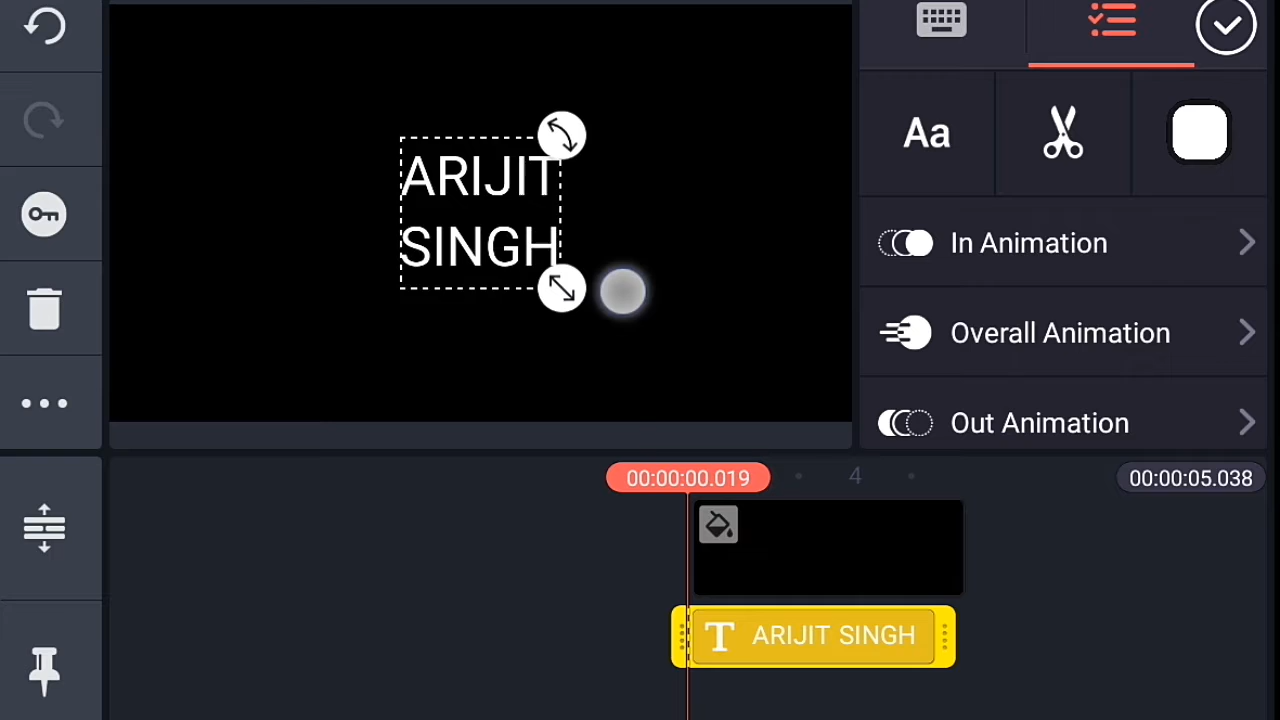 ARIJIT
SINGH
Aa
In Animation
Overall Animation
Out Animation
00:00:00.019
4
00:00:05.038
T ARIJIT SINGH